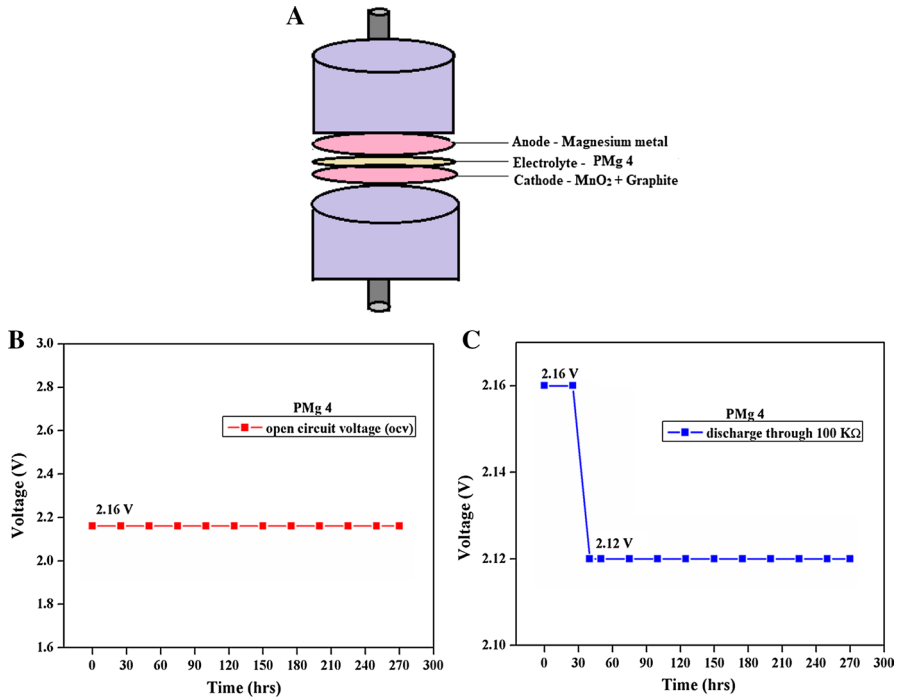 A
Anode - Magnesium metal
Electrolyte - PMg 4
Cathode - MnO₂ + Graphite
B
3.0
2.8
2.6
2.4
2.2
2.0
1.8
1.6
Voltage (V)
PMg 4
open circuit voltage (ocv)
2.16 V
0 30 60 90 120 150 180 210 240 270 300
Time (hrs)
C
2.16
2.14
2.12
2.10
Voltage (V)
2.16 V
PMg 4
discharge through 100 KΩ
2.12 V
0 30 60 90 120 150 180 210 240 270 300
Time (hrs)